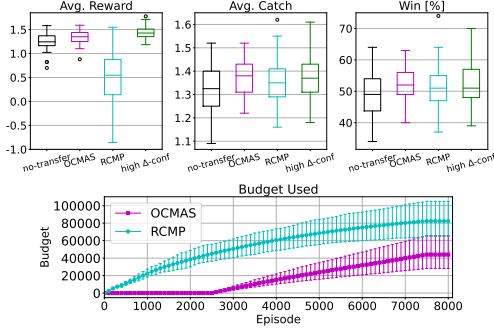 Avg. Reward
1.5
1.0
0.5
0.0
-0.5
-1.0
no-transfer
OCMAS
RCMP
high Δ-conf
Avg. Catch
1.6
1.5
1.4
1.3
1.2
1.1
no-transfer
OCMAS
RCMP
high Δ-conf
Win [%]
70
60
50
40
no-transfer
OCMAS
RCMP
high Δ-conf
Budget Used
Budget
100000
80000
60000
40000
20000
0
OCMAS
RCMP
0 1000 2000 3000 4000 5000 6000 7000 8000
Episode